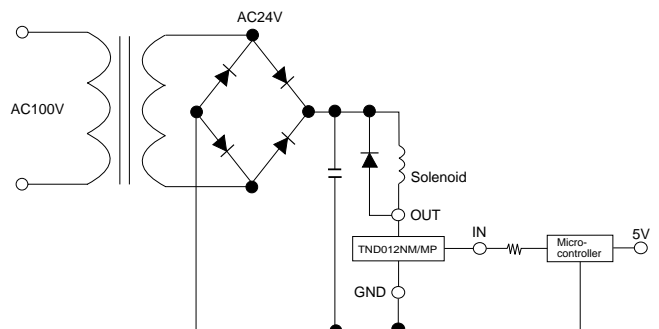 AC24V
AC100V
Solenoid
OUT
IN
5V
TND012NM/MP
Micro-
controller
GND